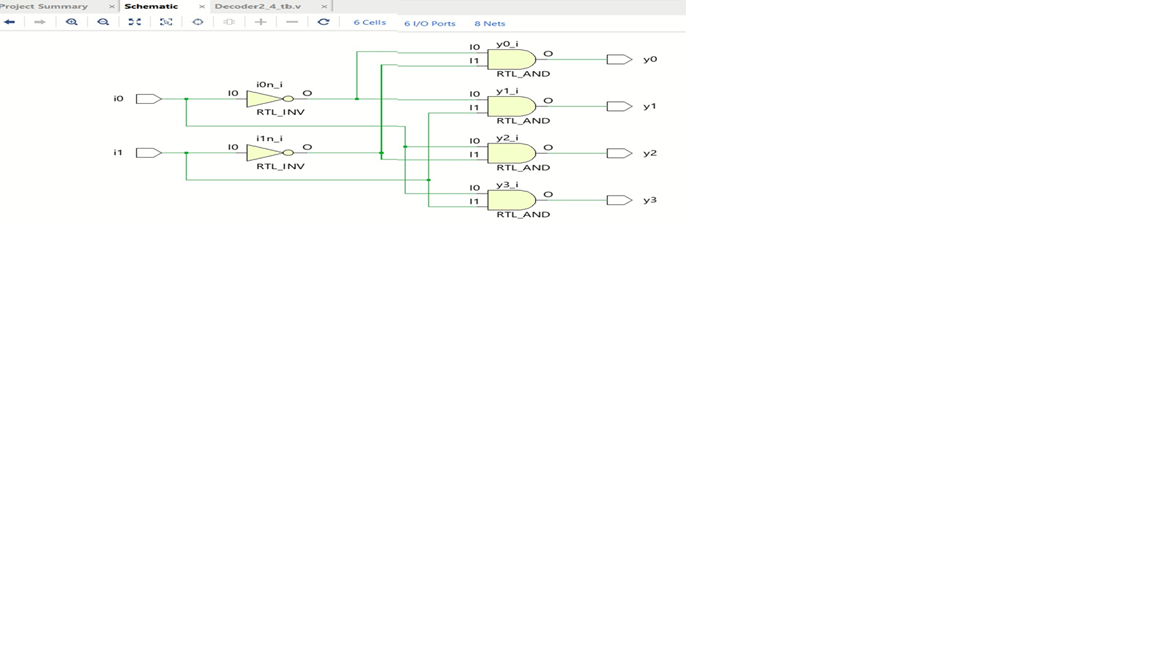 Project Summary × Schematic × Decoder2_4_tb.v ×
6 Cells 6 I/O Ports 8 Nets
y0_i
I0 O
I1 y0
RTL_AND
i0n_i
y1_i
i0 I0 O
I0 O
I1 y1
RTL_INV
RTL_AND
i1n_i
y2_i
i1 I0 O
I0 O
I1 y2
RTL_INV
RTL_AND
y3_i
I0 O
I1 y3
RTL_AND